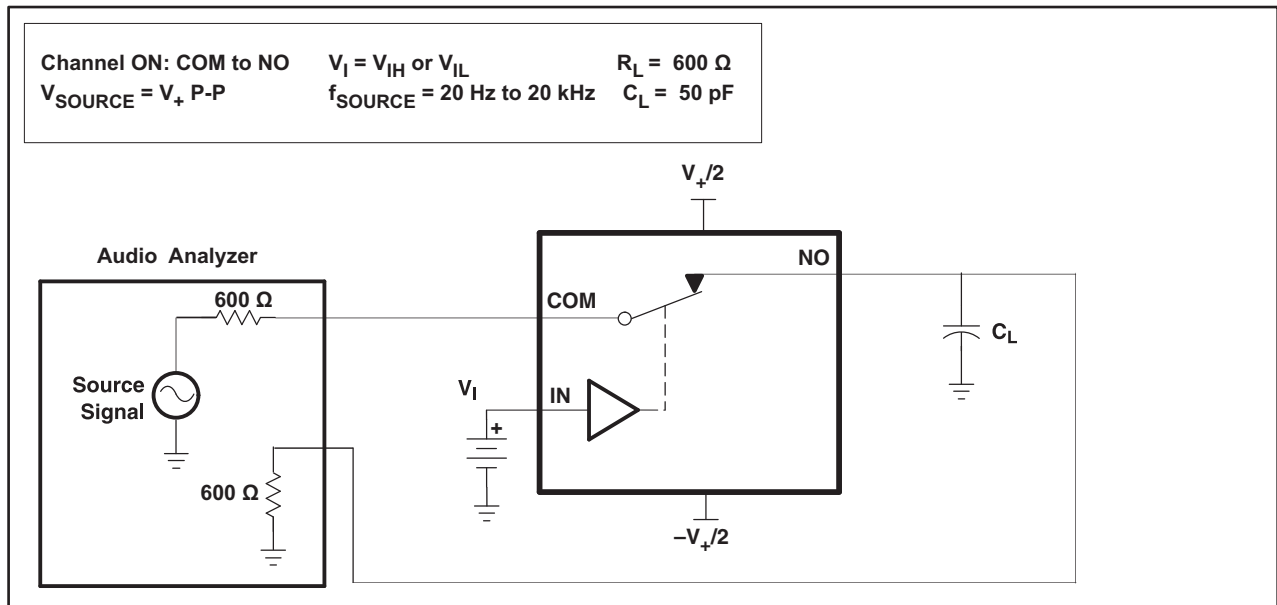 Channel ON: COM to NO V_I = V_IH or V_IL R_L = 600 Ω
V_SOURCE = V_+ P-P f_SOURCE = 20 Hz to 20 kHz C_L = 50 pF
V_+/2
Audio Analyzer
NO
600 Ω
COM
C_L
Source
Signal
V_I
IN
+
600 Ω
–V_+/2